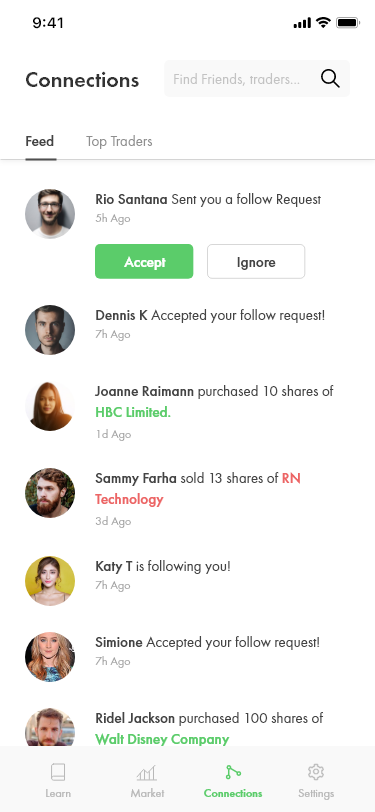 9:41
Connections
Find Friends, traders...
Feed
Top Traders
Rio Santana Sent you a follow Request
5h Ago
Accept
Ignore
Dennis K Accepted your follow request!
7h Ago
Joanne Raimann purchased 10 shares of
HBC Limited.
1d Ago
Sammy Farha sold 13 shares of RN
Technology
3d Ago
Katy T is following you!
7h Ago
Simione Accepted your follow request!
7h Ago
Ridel Jackson purchased 100 shares of
Walt Disney Company
Learn
Market
Connections
Settings